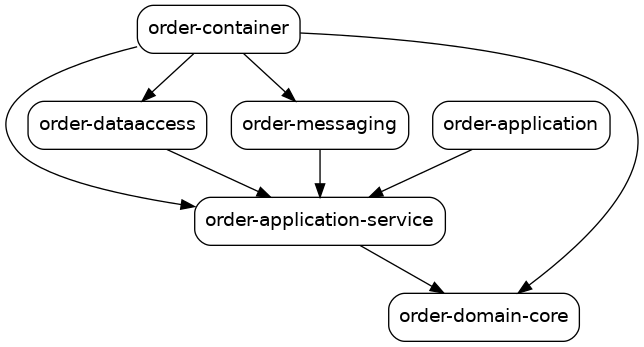 order-container
order-dataaccess
order-messaging
order-application
order-application-service
order-domain-core